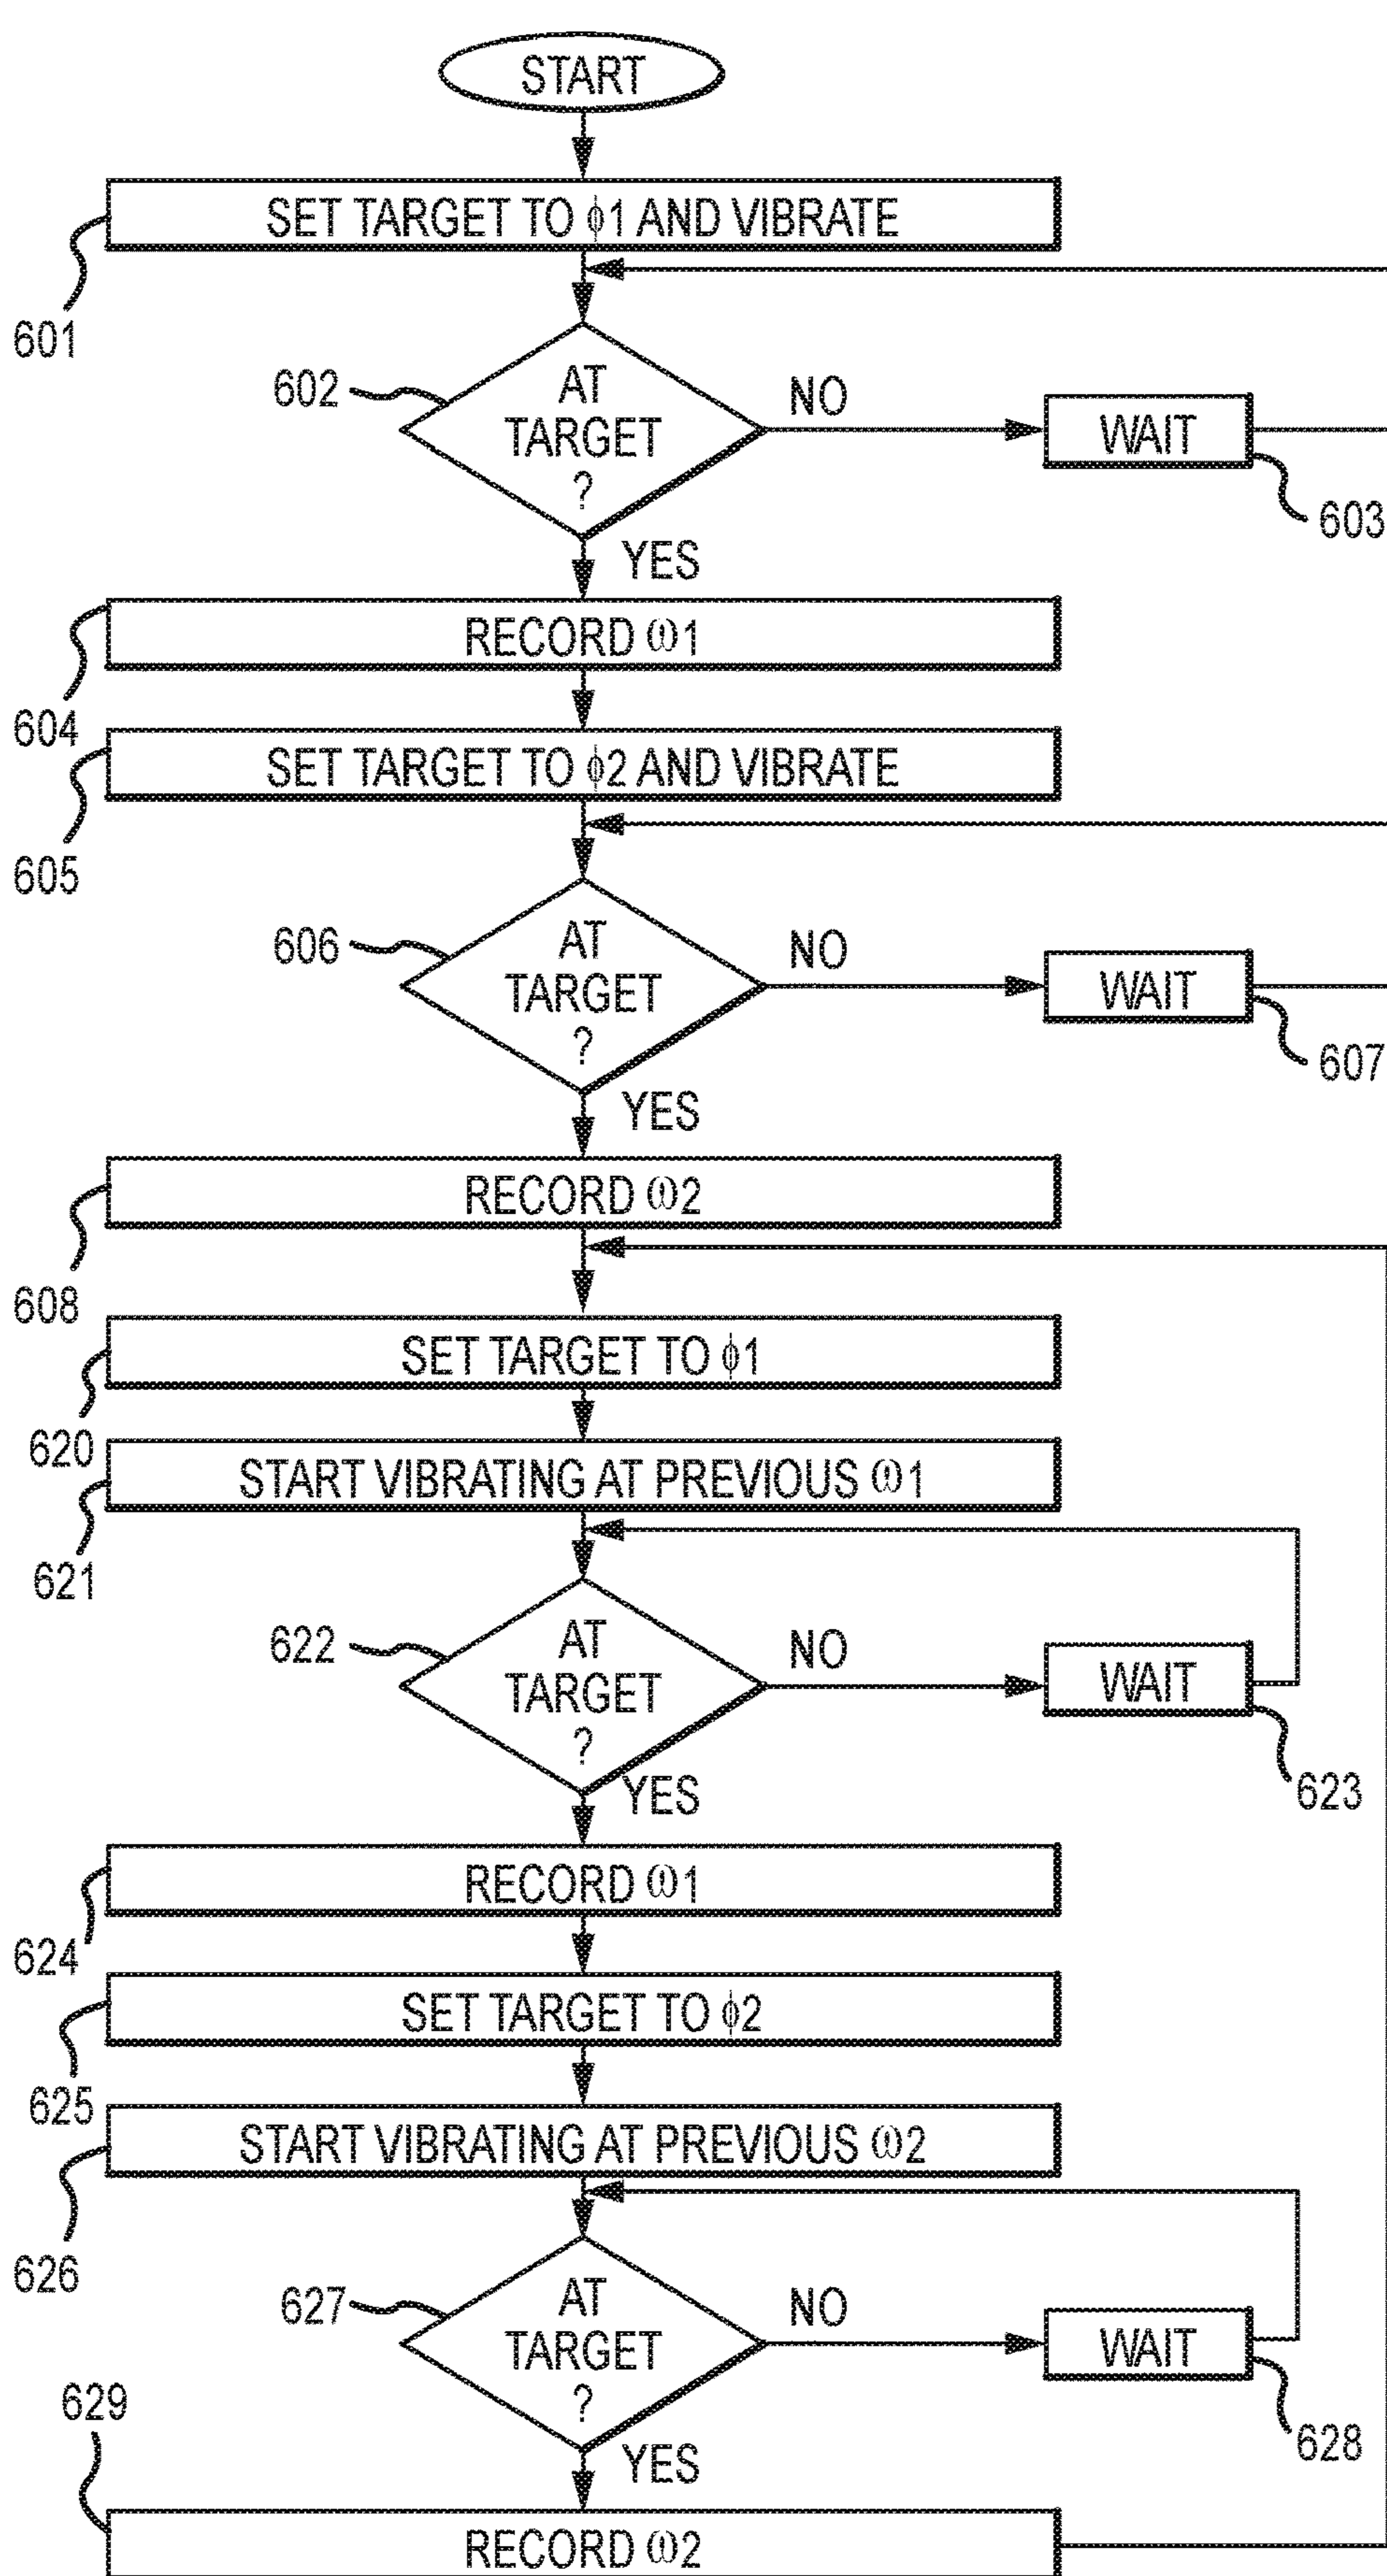 START
SET TARGET TO ϕ1 AND VIBRATE
601
602
AT
TARGET
?
NO
WAIT
603
YES
RECORD ω1
604
SET TARGET TO ϕ2 AND VIBRATE
605
606
AT
TARGET
?
NO
WAIT
607
YES
RECORD ω2
608
SET TARGET TO ϕ1
620
START VIBRATING AT PREVIOUS ω1
621
622
AT
TARGET
?
NO
WAIT
623
YES
RECORD ω1
624
SET TARGET TO ϕ2
625
START VIBRATING AT PREVIOUS ω2
626
627
AT
TARGET
?
NO
WAIT
628
YES
629
RECORD ω2